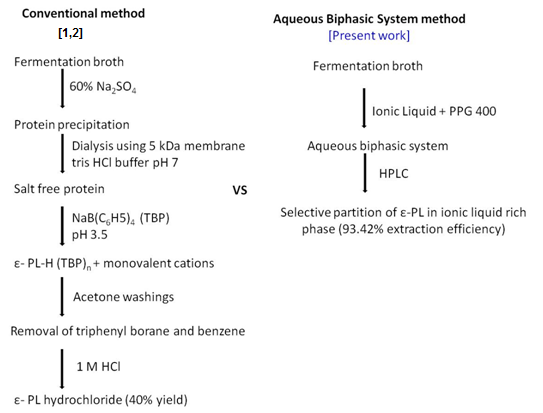 Conventional method
[1,2]
Fermentation broth
60% Na₂SO₄
Protein precipitation
Dialysis using 5 kDa membrane
tris HCl buffer pH 7
Salt free protein
NaB(C₆H5)₄ (TBP)
pH 3.5
ε- PL-H (TBP)ₙ + monovalent cations
Acetone washings
Removal of triphenyl borane and benzene
1 M HCl
ε- PL hydrochloride (40% yield)
VS
Aqueous Biphasic System method
[Present work]
Fermentation broth
Ionic Liquid + PPG 400
Aqueous biphasic system
HPLC
Selective partition of ε-PL in ionic liquid rich
phase (93.42% extraction efficiency)